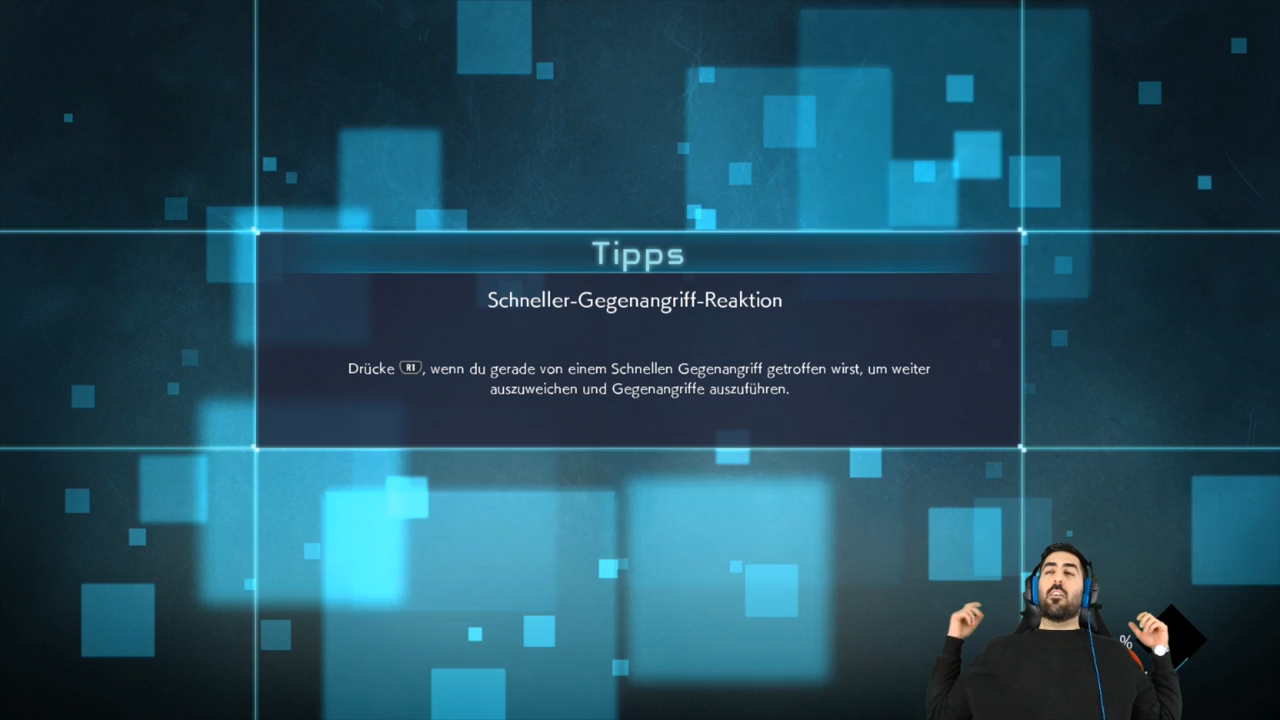 Tipps
Schneller-Gegenangriff-Reaktion
Drücke R1, wenn du gerade von einem Schnellen Gegenangriff getroffen wirst, um weiter
auszuweichen und Gegenangriffe auszuführen.
%